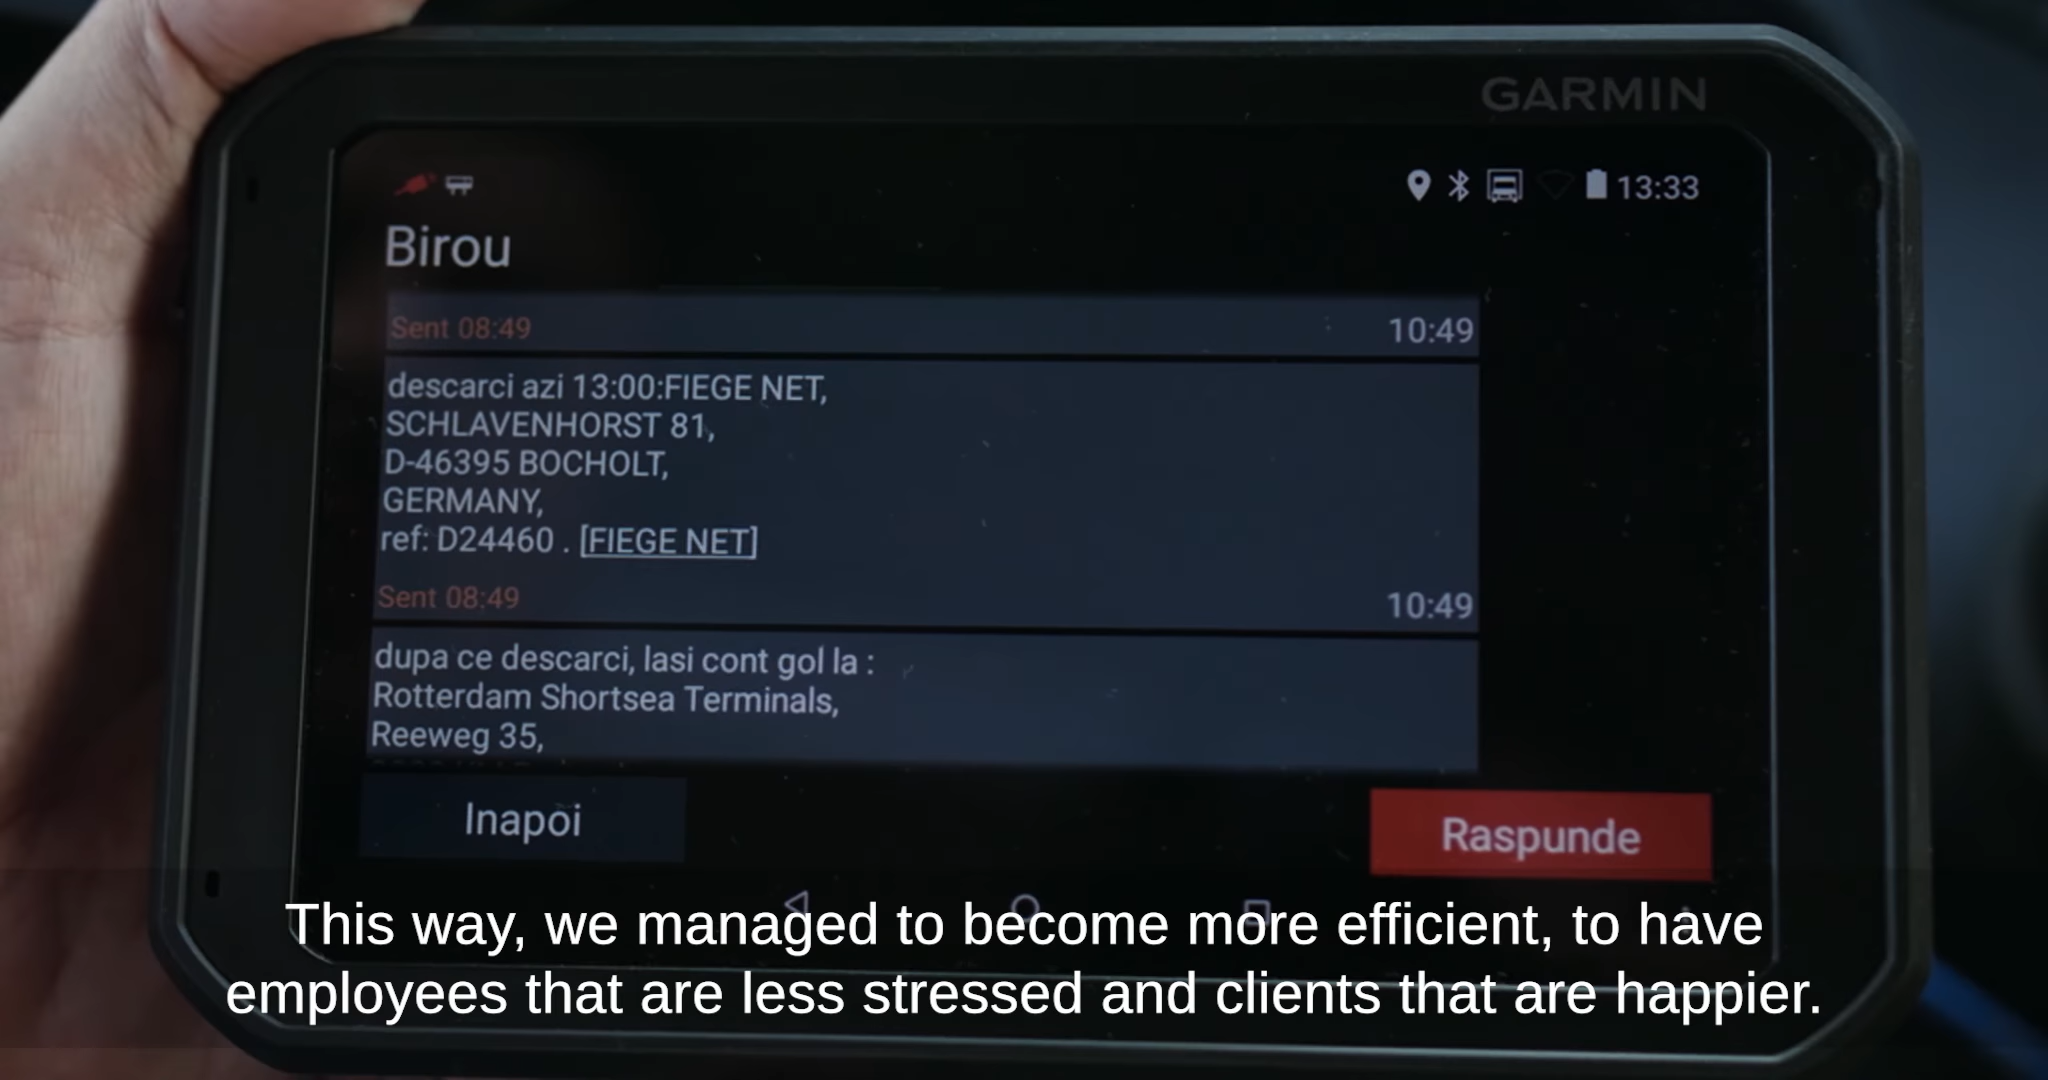 GARMIN
13:33
Birou
Sent 08:49 10:49
descarci azi 13:00:FIEGE NET,
SCHLAVENHORST 81,
D-46395 BOCHOLT,
GERMANY,
ref: D24460 . [FIEGE NET]
Sent 08:49 10:49
dupa ce descarci, lasi cont gol la :
Rotterdam Shortsea Terminals,
Reeweg 35,
Inapoi
Raspunde
This way, we managed to become more efficient, to have
employees that are less stressed and clients that are happier.